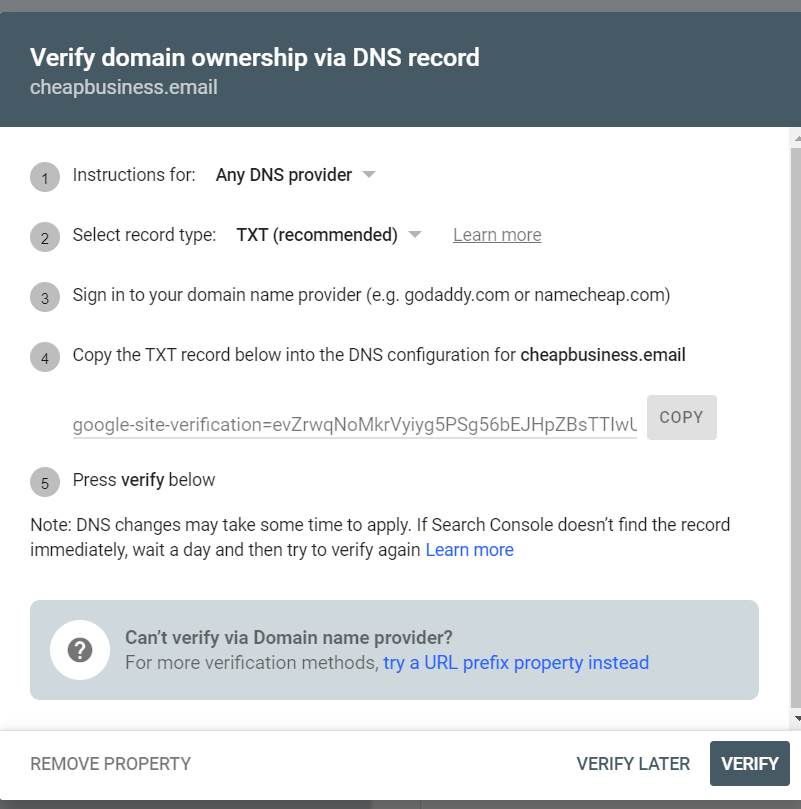 Verify domain ownership via DNS record
cheapbusiness.email
1 Instructions for: Any DNS provider
2 Select record type: TXT (recommended) Learn more
3 Sign in to your domain name provider (e.g. godaddy.com or namecheap.com)
4 Copy the TXT record below into the DNS configuration for cheapbusiness.email
google-site-verification=evZrwqNoMkrVyiyg5PSg56bEJHpZBsTTIwU COPY
5 Press verify below
Note: DNS changes may take some time to apply. If Search Console doesn’t find the record
immediately, wait a day and then try to verify again Learn more
? Can’t verify via Domain name provider?
For more verification methods, try a URL prefix property instead
REMOVE PROPERTY VERIFY LATER VERIFY